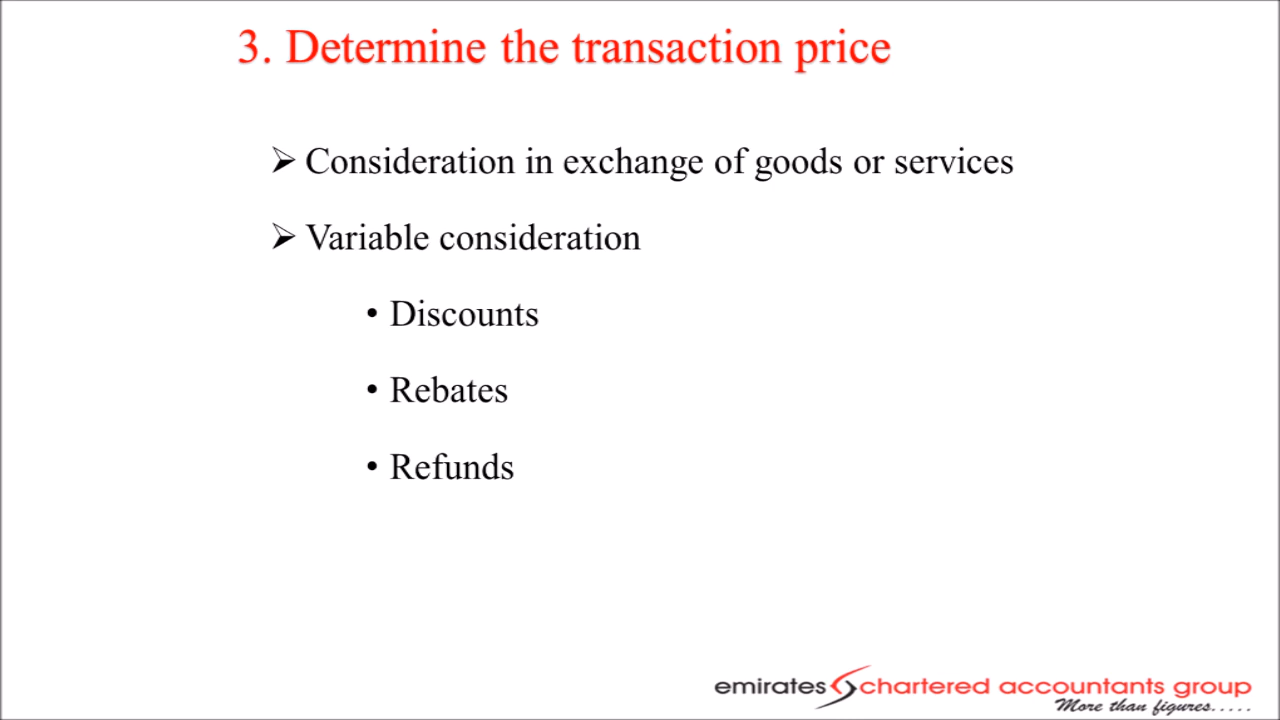 3. Determine the transaction price
➢ Consideration in exchange of goods or services
➢ Variable consideration
• Discounts
• Rebates
• Refunds
emirates chartered accountants group
More than figures.....